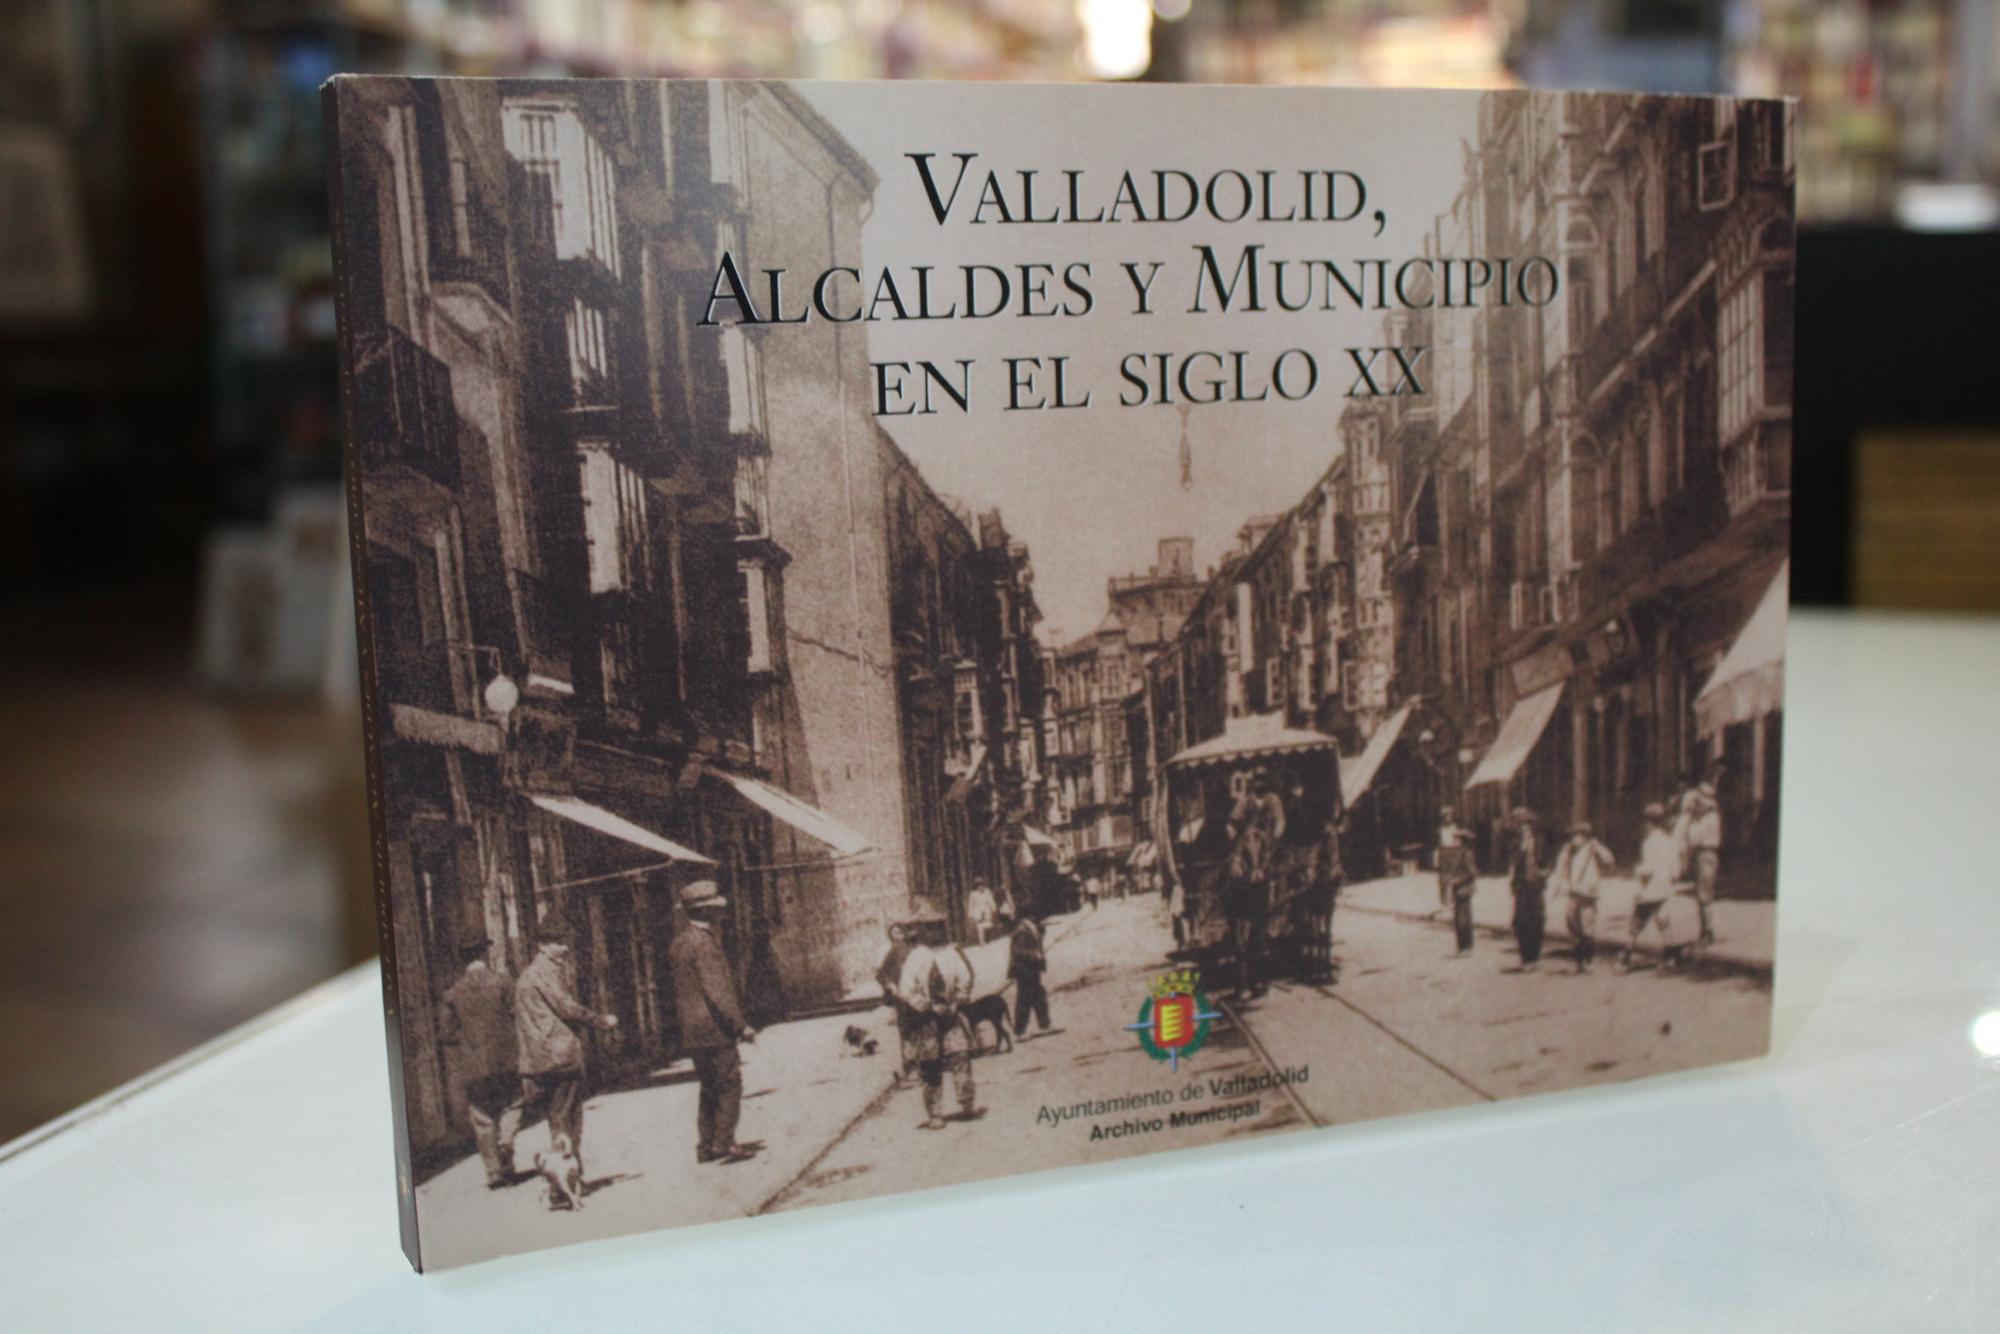 VALLADOLID,
ALCALDES Y MUNICIPIO
EN EL SIGLO XX
Ayuntamiento de Valladolid
Archivo Municipal